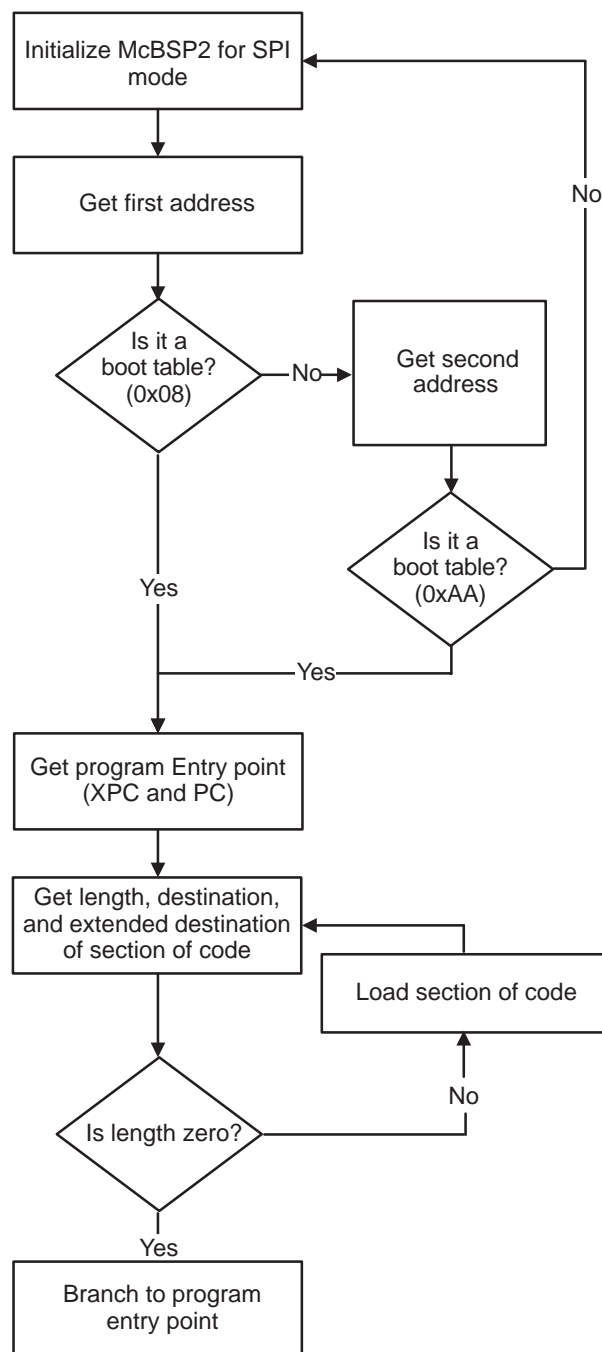 Initialize McBSP2 for SPI
mode
No
Get first address
Is it a
boot table?
(0x08)
No
Get second
address
Is it a
boot table?
(0xAA)
Yes
Yes
Get program Entry point
(XPC and PC)
Get length, destination,
and extended destination
of section of code
Load section of code
No
Is length zero?
Yes
Branch to program
entry point